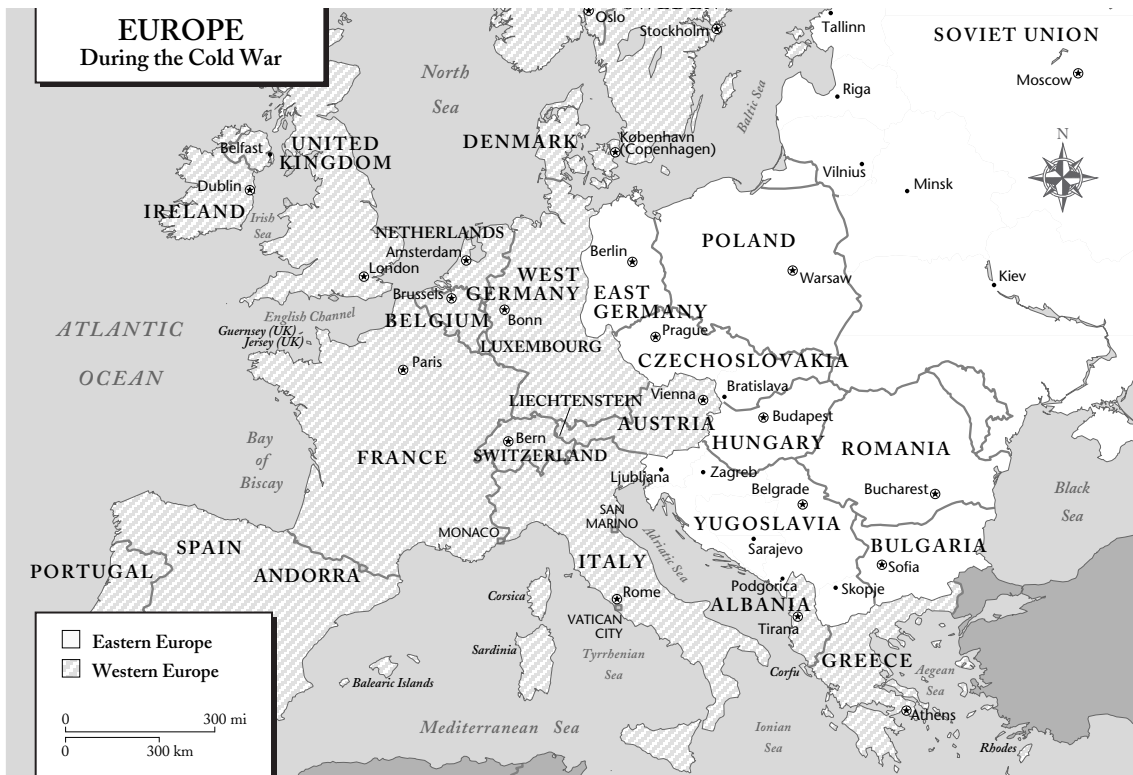 EUROPE
During the Cold War
Oslo
Stockholm
Tallinn
SOVIET UNION
Moscow
North
Sea
Baltic Sea
Riga
UNITED
KINGDOM
DENMARK
København
(Copenhagen)
N
Belfast
Dublin
Vilnius
Minsk
IRELAND
Irish
Sea
NETHERLANDS
Amsterdam
POLAND
Berlin
London
WEST
GERMANY
Warsaw
Kiev
Brussels
EAST
GERMANY
BELGIUM
Bonn
English Channel
ATLANTIC
OCEAN
Guernsey (UK)
Jersey (UK)
LUXEMBOURG
Prague
CZECHOSLOVAKIA
Paris
Bratislava
Vienna
LIECHTENSTEIN
AUSTRIA
Budapest
HUNGARY
Bern
SWITZERLAND
ROMANIA
Bay
of
Biscay
FRANCE
Ljubljana
Zagreb
Belgrade
Bucharest
Black
Sea
SAN
MARINO
YUGOSLAVIA
MONACO
Adriatic Sea
Sarajevo
BULGARIA
Sofia
SPAIN
PORTUGAL
ANDORRA
ITALY
Podgorica
Skopje
Corsica
Rome
ALBANIA
Tirana
VATICAN
CITY
Eastern Europe
Western Europe
Sardinia
Tyrrhenian
Sea
Corfu
GREECE
Aegean
Sea
Balearic Islands
0
300 mi
0
300 km
Mediterranean Sea
Ionian
Sea
Athens
Rhodes